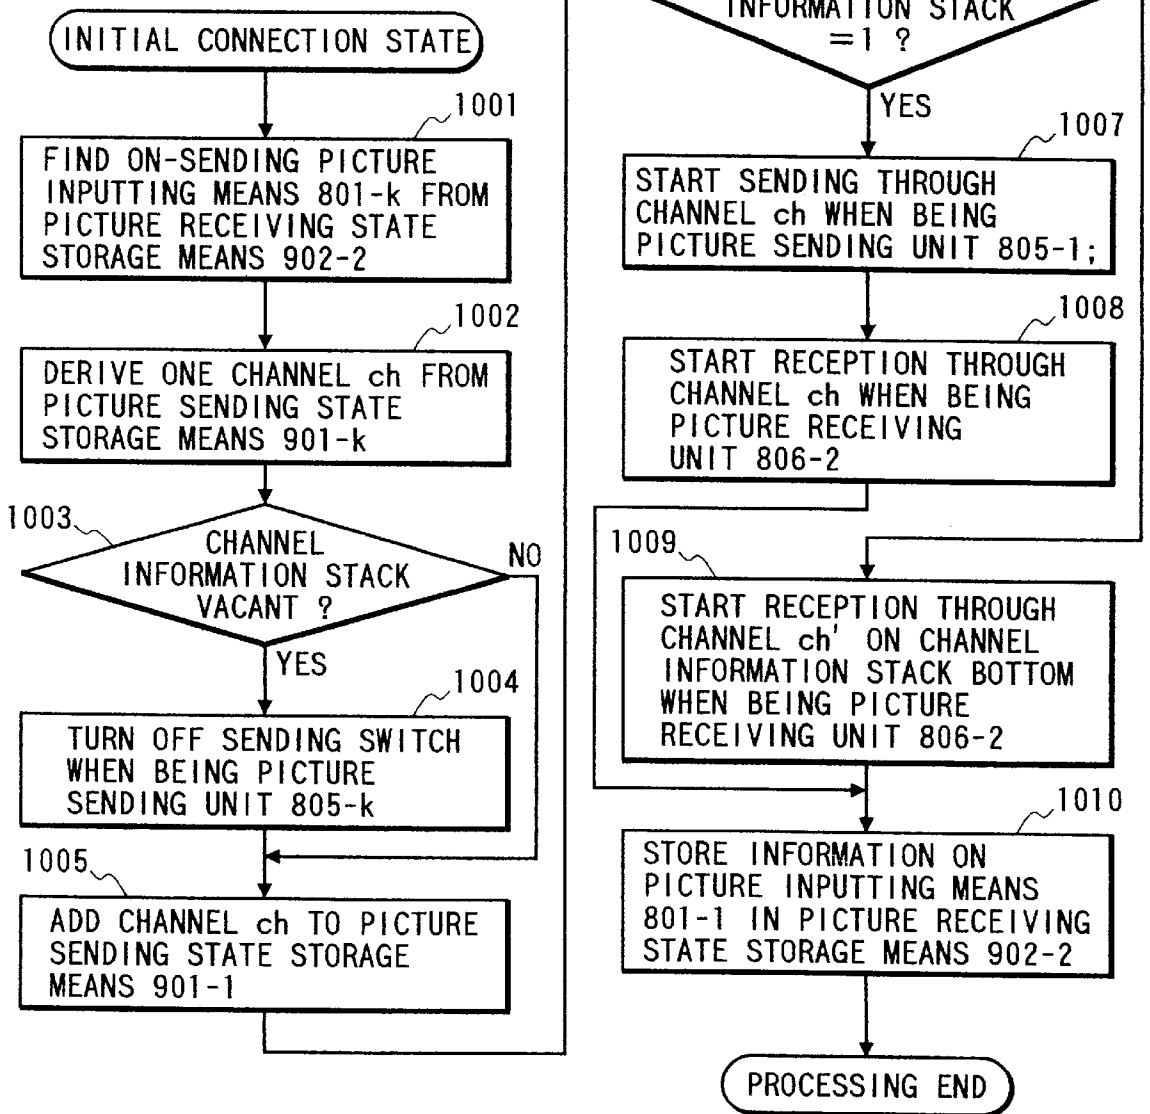 INITIAL CONNECTION STATE
1001
FIND ON-SENDING PICTURE
INPUTTING MEANS 801-k FROM
PICTURE RECEIVING STATE
STORAGE MEANS 902-2
1002
DERIVE ONE CHANNEL ch FROM
PICTURE SENDING STATE
STORAGE MEANS 901-k
1003
CHANNEL
INFORMATION STACK
VACANT ?
NO
YES
1004
TURN OFF SENDING SWITCH
WHEN BEING PICTURE
SENDING UNIT 805-k
1005
ADD CHANNEL ch TO PICTURE
SENDING STATE STORAGE
MEANS 901-1
INFORMATION STACK
=1 ?
YES
1007
START SENDING THROUGH
CHANNEL ch WHEN BEING
PICTURE SENDING UNIT 805-1;
1008
START RECEPTION THROUGH
CHANNEL ch WHEN BEING
PICTURE RECEIVING
UNIT 806-2
1009
START RECEPTION THROUGH
CHANNEL ch' ON CHANNEL
INFORMATION STACK BOTTOM
WHEN BEING PICTURE
RECEIVING UNIT 806-2
1010
STORE INFORMATION ON
PICTURE INPUTTING MEANS
801-1 IN PICTURE RECEIVING
STATE STORAGE MEANS 902-2
PROCESSING END